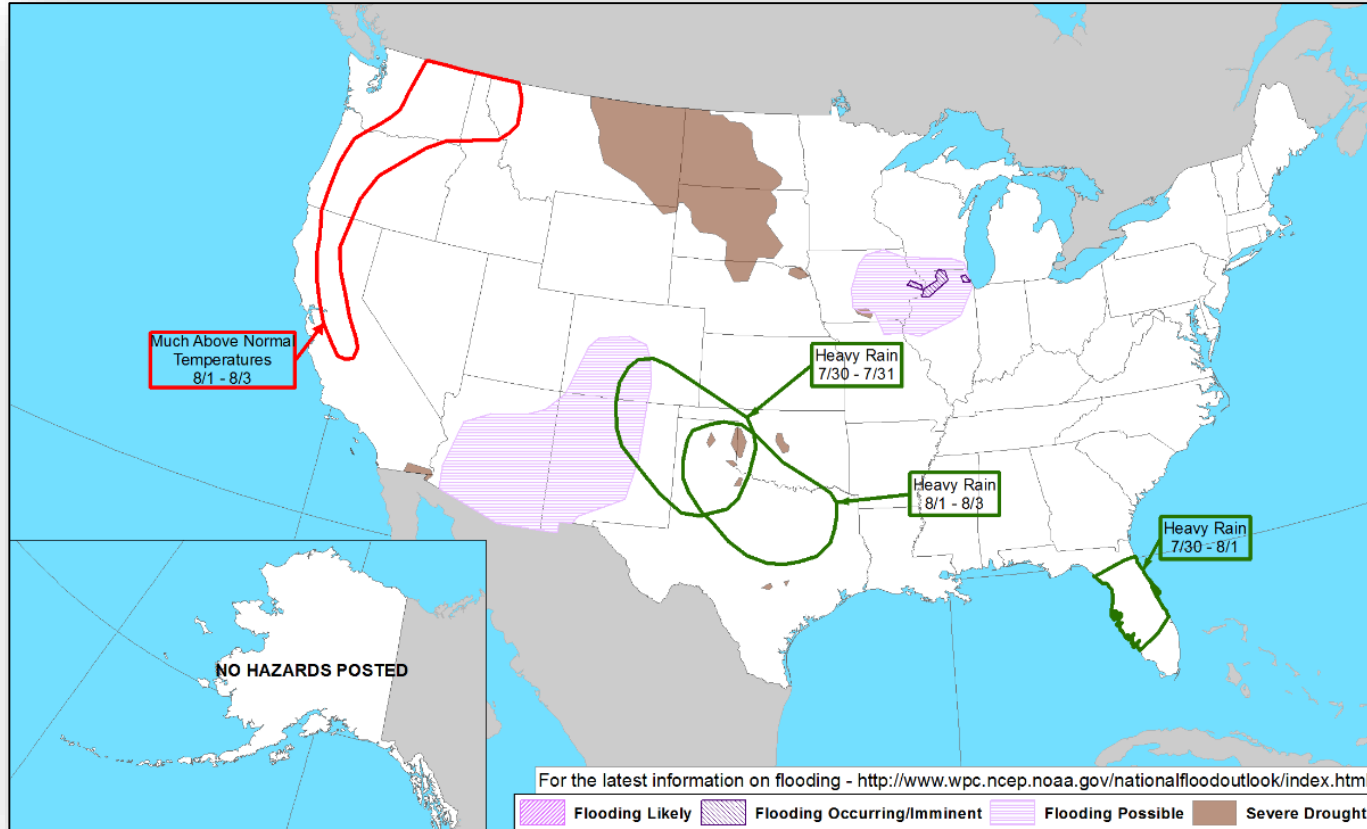 Much Above Normal
Temperatures
8/1 - 8/3
Heavy Rain
7/30 - 7/31
Heavy Rain
8/1 - 8/3
Heavy Rain
7/30 - 8/1
NO HAZARDS POSTED
For the latest information on flooding - http://www.wpc.ncep.noaa.gov/nationalfloodoutlook/index.html
Flooding Likely Flooding Occurring/Imminent Flooding Possible Severe Drought